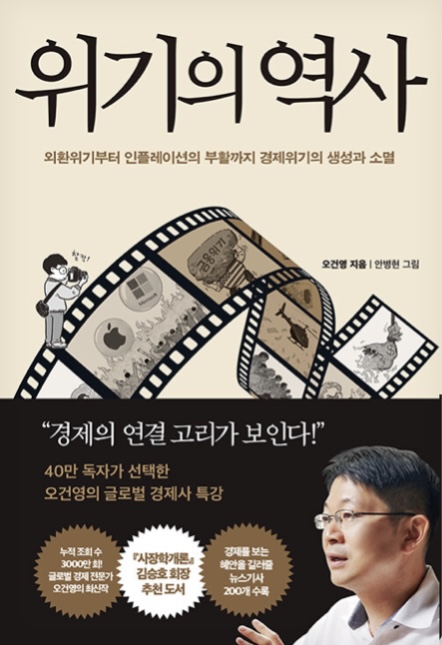 위기의 역사
외환위기부터 인플레이션의 부활까지 경제위기의 생성과 소멸
찰칵!
오건영 지음 | 안병현 그림
금융위기
Microsoft
“경제의 연결 고리가 보인다!”
40만 독자가 선택한
오건영의 글로벌 경제사 특강
누적 조회 수
3000만 회!
글로벌 경제 전문가
오건영의 최신작
『사장학개론』
김승호 회장
추천 도서
경제를 보는
혜안을 길러줄
뉴스기사
200개 수록